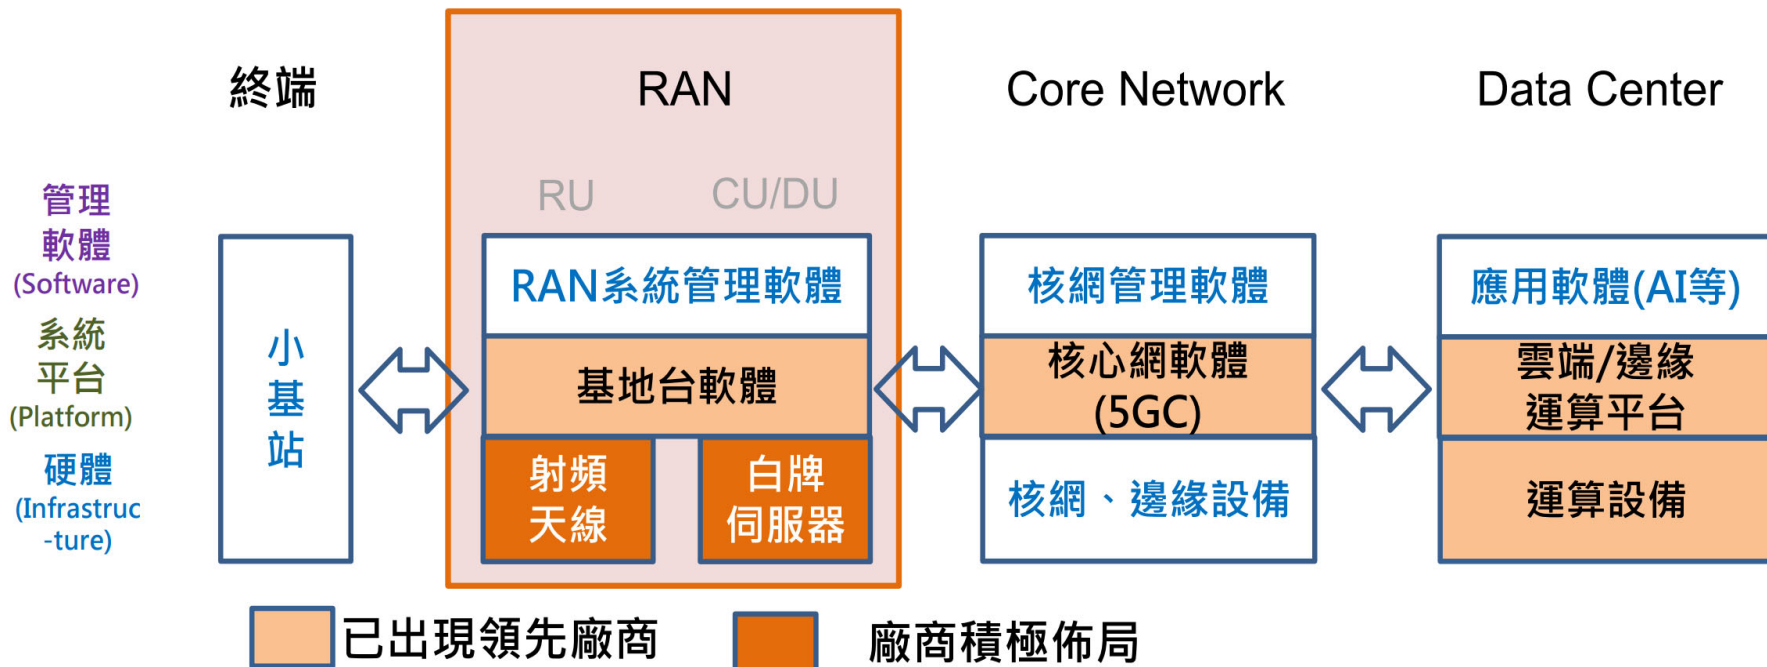 終端
RAN
Core Network
Data Center
RU
CU/DU
管理
軟體
(Software)
系統
平台
(Platform)
硬體
(Infrastruc
-ture)
小
基
站
RAN系統管理軟體
基地台軟體
射頻
天線
白牌
伺服器
核網管理軟體
核心網軟體
(5GC)
核網、邊緣設備
應用軟體(AI等)
雲端/邊緣
運算平台
運算設備
已出現領先廠商
廠商積極佈局